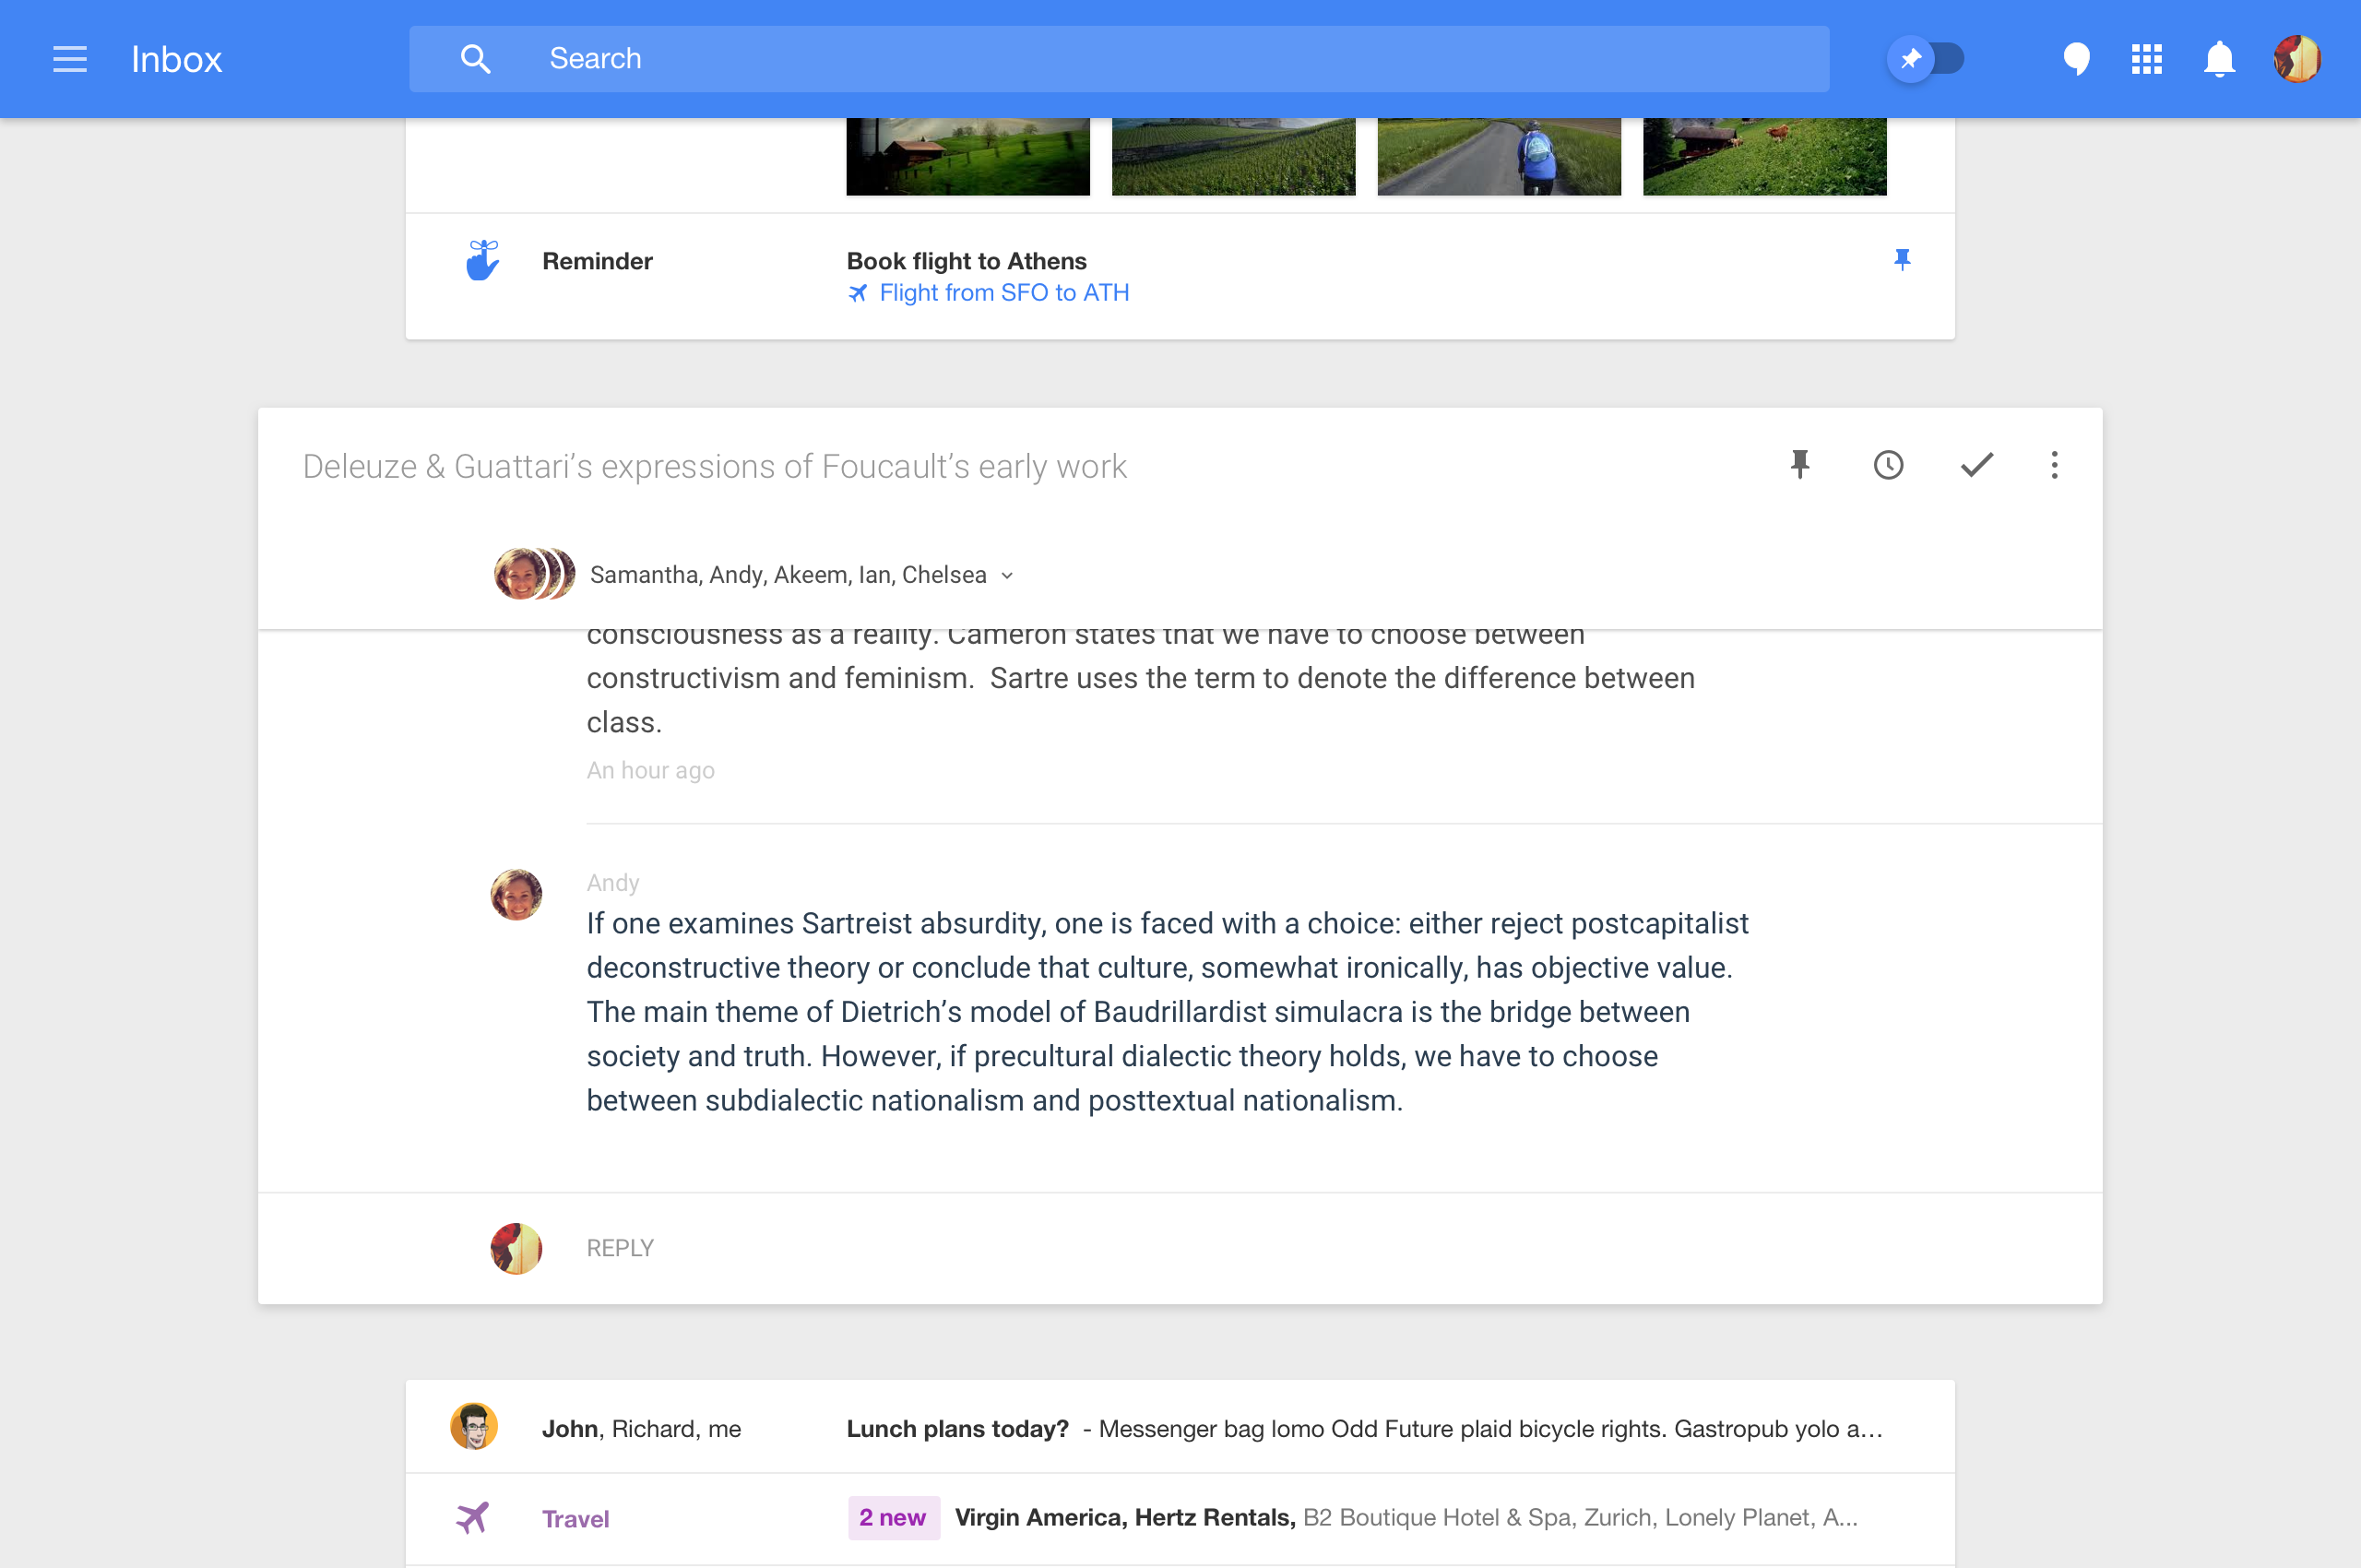 Inbox
Search
Reminder
Book flight to Athens
Flight from SFO to ATH
Deleuze & Guattari’s expressions of Foucault’s early work
Samantha, Andy, Akeem, Ian, Chelsea
consciousness as a reality. Cameron states that we have to choose between
constructivism and feminism.  Sartre uses the term to denote the difference between
class.
An hour ago
Andy
If one examines Sartreist absurdity, one is faced with a choice: either reject postcapitalist
deconstructive theory or conclude that culture, somewhat ironically, has objective value.
The main theme of Dietrich’s model of Baudrillardist simulacra is the bridge between
society and truth. However, if precultural dialectic theory holds, we have to choose
between subdialectic nationalism and posttextual nationalism.
REPLY
John, Richard, me
Lunch plans today? - Messenger bag lomo Odd Future plaid bicycle rights. Gastropub yolo a…
Travel
2 new Virgin America, Hertz Rentals, B2 Boutique Hotel & Spa, Zurich, Lonely Planet, A...